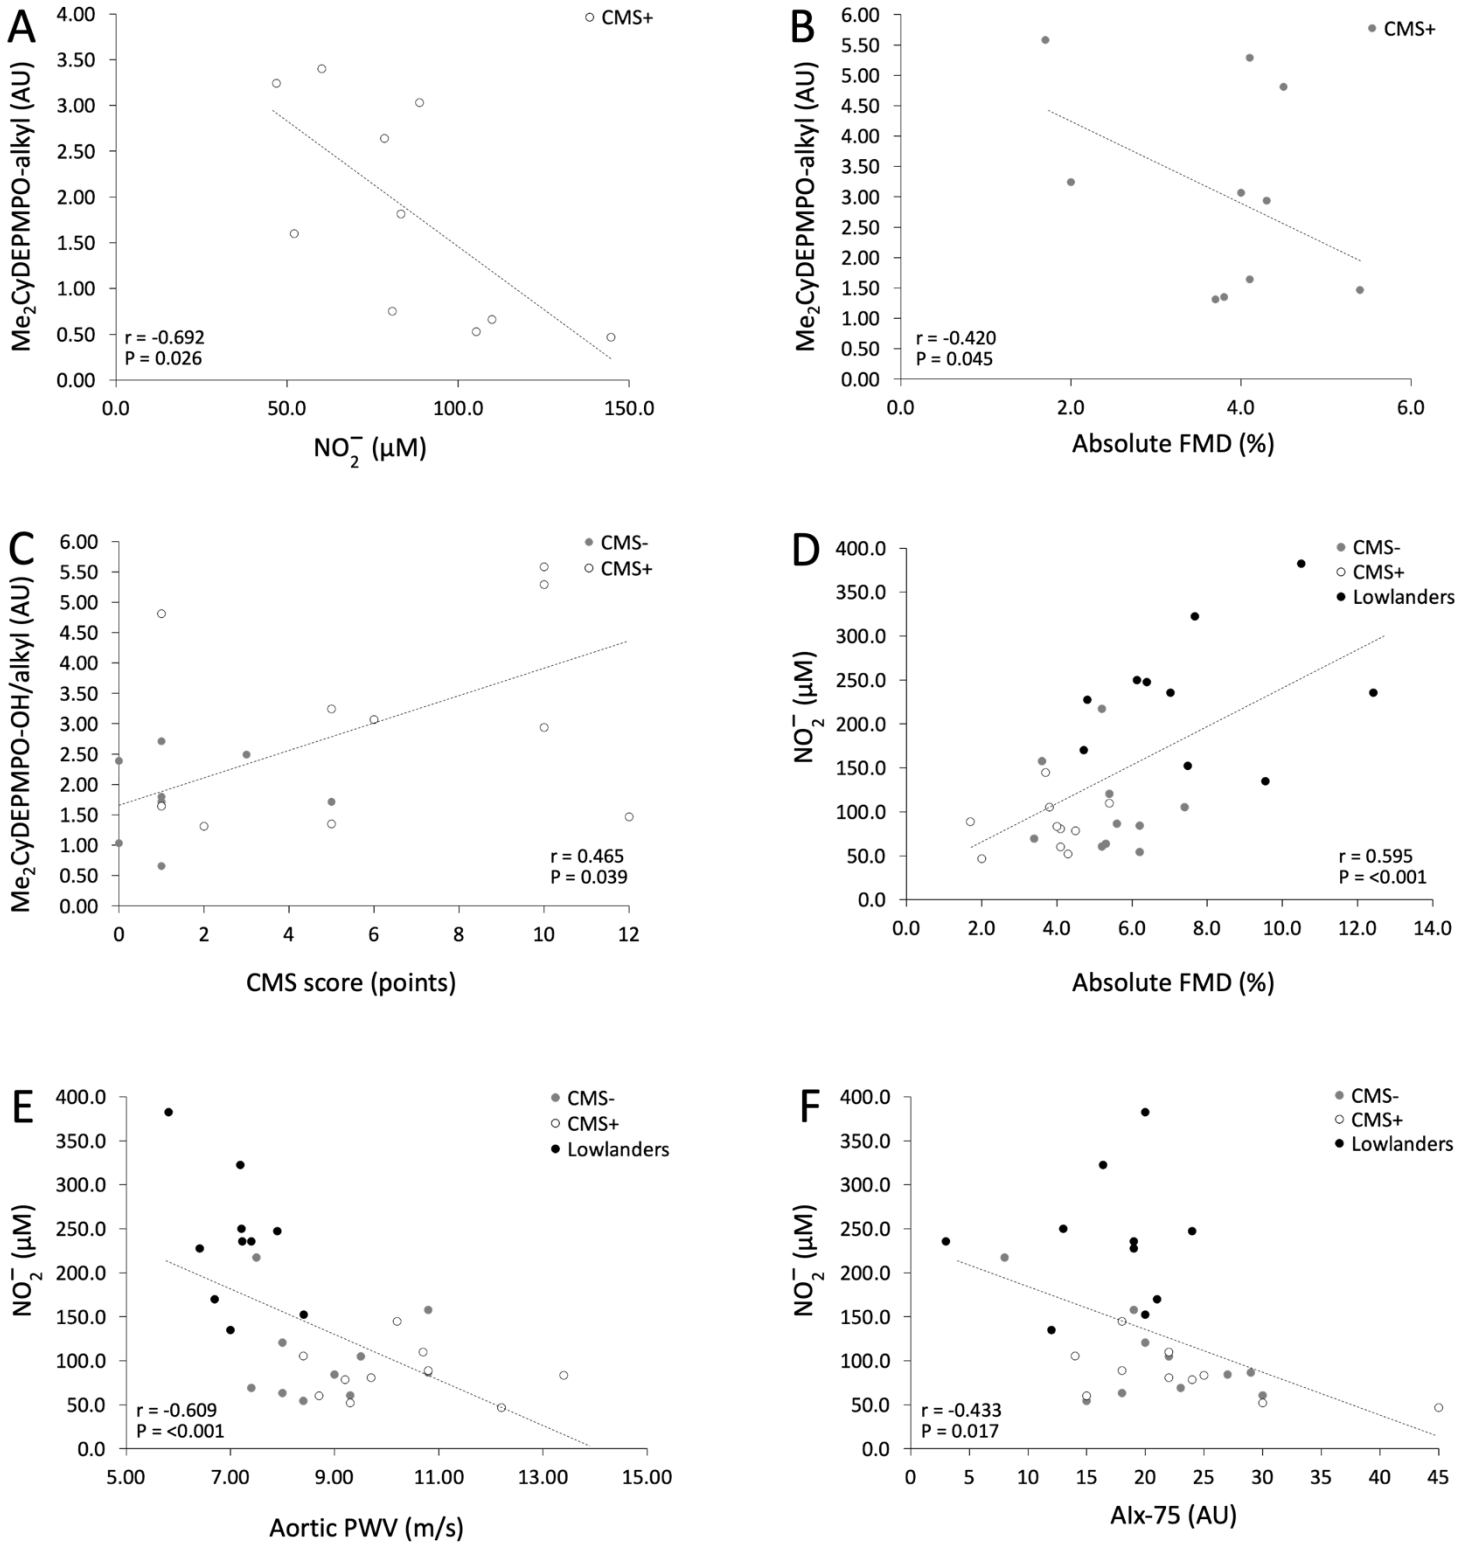 A
CMS+
4.00
3.50
3.00
2.50
2.00
1.50
1.00
0.50
0.00
Me₂CyDEPMPO-alkyl (AU)
r = -0.692
P = 0.026
0.0 50.0 100.0 150.0
NO₂⁻ (μM)
B
CMS+
6.00
5.50
5.00
4.50
4.00
3.50
3.00
2.50
2.00
1.50
1.00
0.50
0.00
Me₂CyDEPMPO-alkyl (AU)
r = -0.420
P = 0.045
0.0 2.0 4.0 6.0
Absolute FMD (%)
C
CMS-
CMS+
6.00
5.50
5.00
4.50
4.00
3.50
3.00
2.50
2.00
1.50
1.00
0.50
0.00
Me₂CyDEPMPO-OH/alkyl (AU)
r = 0.465
P = 0.039
0 2 4 6 8 10 12
CMS score (points)
D
CMS-
CMS+
Lowlanders
400.0
350.0
300.0
250.0
200.0
150.0
100.0
50.0
0.0
NO₂⁻ (μM)
r = 0.595
P = <0.001
0.0 2.0 4.0 6.0 8.0 10.0 12.0 14.0
Absolute FMD (%)
E
CMS-
CMS+
Lowlanders
400.0
350.0
300.0
250.0
200.0
150.0
100.0
50.0
0.0
NO₂⁻ (μM)
r = -0.609
P = <0.001
5.00 7.00 9.00 11.00 13.00 15.00
Aortic PWV (m/s)
F
CMS-
CMS+
Lowlanders
400.0
350.0
300.0
250.0
200.0
150.0
100.0
50.0
0.0
NO₂⁻ (μM)
r = -0.433
P = 0.017
0 5 10 15 20 25 30 35 40 45
AIx-75 (AU)